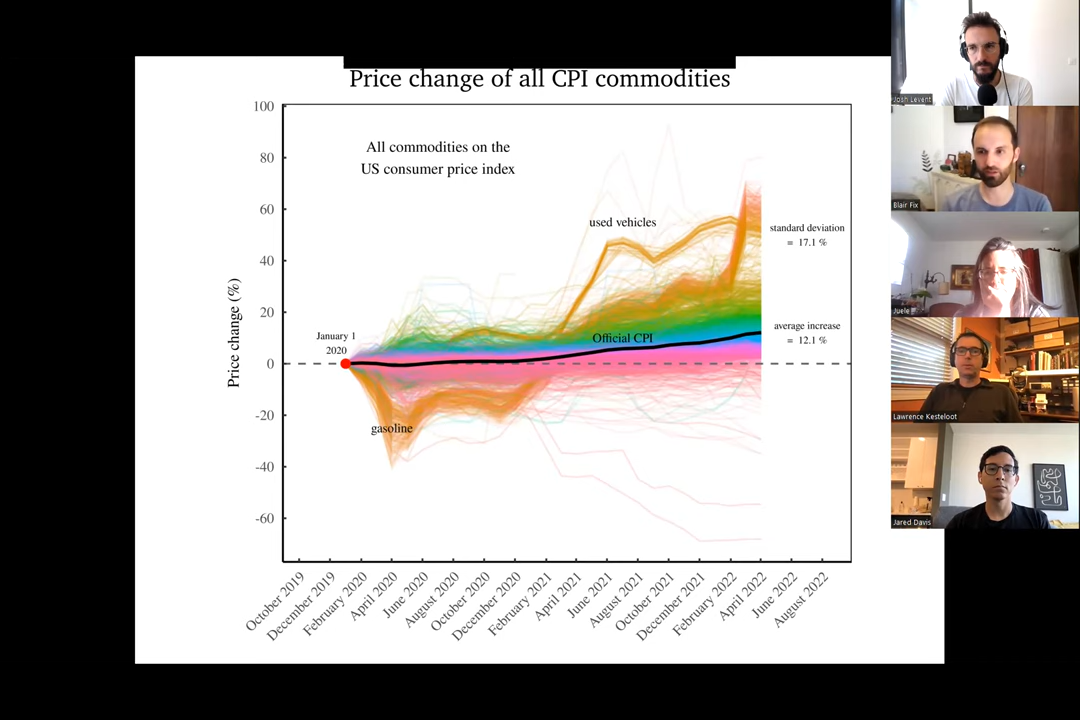 Price change of all CPI commodities
100
80
60
40
20
0
-20
-40
-60
Price change (%)
All commodities on the
US consumer price index
used vehicles
standard deviation
= 17.1 %
January 1
2020
Official CPI
average increase
= 12.1 %
gasoline
October 2019
December 2019
February 2020
April 2020
June 2020
August 2020
October 2020
December 2020
February 2021
April 2021
June 2021
August 2021
October 2021
December 2021
February 2022
April 2022
June 2022
August 2022
Josh Levent
Blair Fix
Juele
Lawrence Kesteloot
Jared Davis